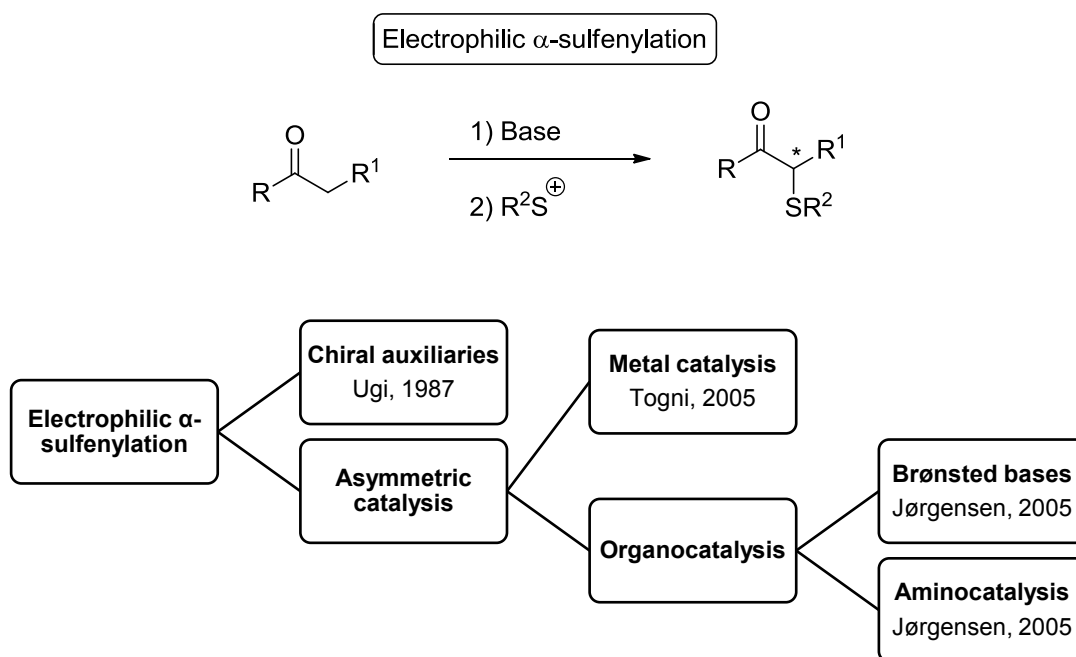 Electrophilic α-sulfenylation
O
R
R¹
1) Base
2) R²S⊕
O
R
*
R¹
SR²
Chiral auxiliaries
Ugi, 1987
Metal catalysis
Togni, 2005
Electrophilic α-
sulfenylation
Asymmetric
catalysis
Brønsted bases
Jørgensen, 2005
Organocatalysis
Aminocatalysis
Jørgensen, 2005